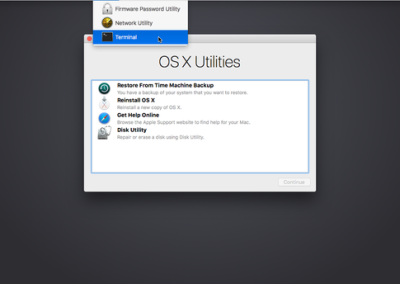 Firmware Password Utility
Network Utility
Terminal
OS X Utilities
Restore From Time Machine Backup
You have a backup of your system that you want to restore.
Reinstall OS X
Reinstall a new copy of OS X.
Get Help Online
Browse the Apple Support website to find help for your Mac.
Disk Utility
Repair or erase a disk using Disk Utility.
Continue